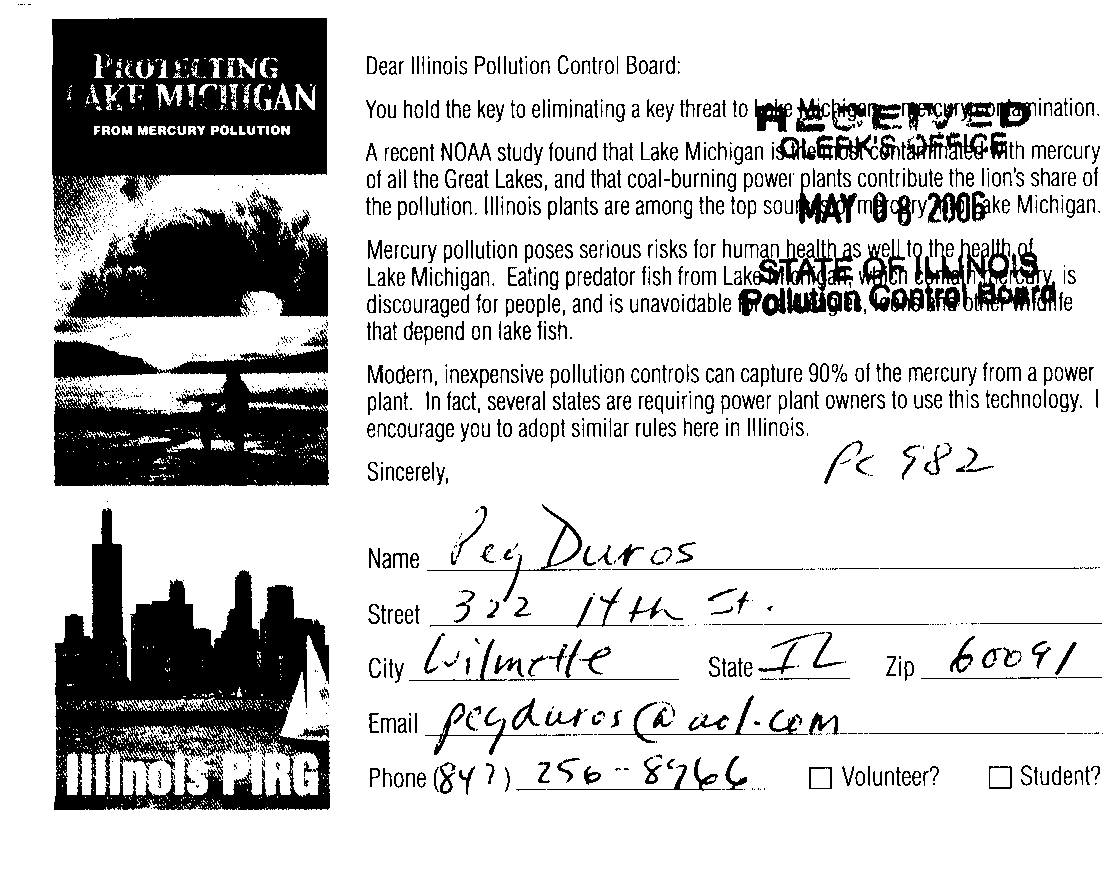 PROTECTING
LAKE MICHIGAN
FROM MERCURY POLLUTION
Illinois PIRG
Dear Illinois Pollution Control Board:
You hold the key to eliminating a key threat to Lake Michigan mercury contamination.
A recent NOAA study found that Lake Michigan is the most contaminated with mercury
of all the Great Lakes, and that coal-burning power plants contribute the lion's share of
the pollution. Illinois plants are among the top mercury Lake Michigan.
Mercury pollution poses serious risks for human health as well to the health of
Lake Michigan. Eating predator fish from Lake Michigan, which contain mercury, is
discouraged for people, and is unavoidable and other wildlife
that depend on lake fish.
Modern, inexpensive pollution controls can capture 90% of the mercury from a power
plant. In fact, several states are requiring power plant owners to use this technology. I
encourage you to adopt similar rules here in Illinois.
Sincerely,
RECEIVED
CLERK'S OFFICE
MAY 08 2006
STATE OF ILLINOIS
Pollution Control Board
PC 982
Name Peg Duros
Street 322 14th St.
City Wilmette State IL Zip 60091
Email pegduros@aol.com
Phone (847) 256-8966
Volunteer? Student?